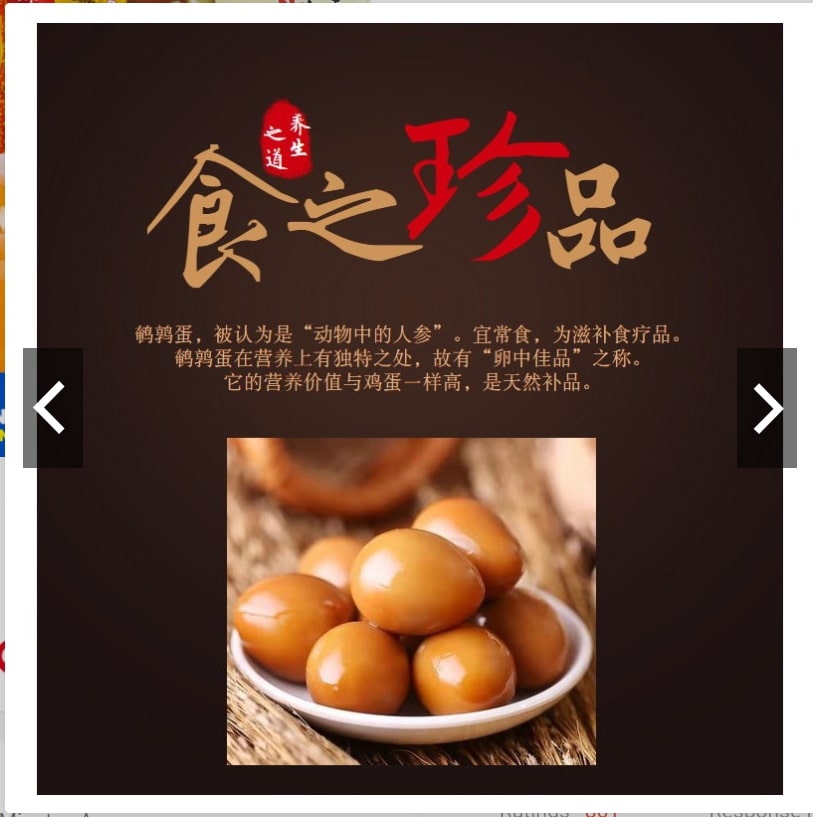 养生
之道
食之珍品
鹌鹑蛋，被认为是“动物中的人参”。宜常食，为滋补食疗品。
鹌鹑蛋在营养上有独特之处，故有“卵中佳品”之称。
它的营养价值与鸡蛋一样高，是天然补品。
Ratings